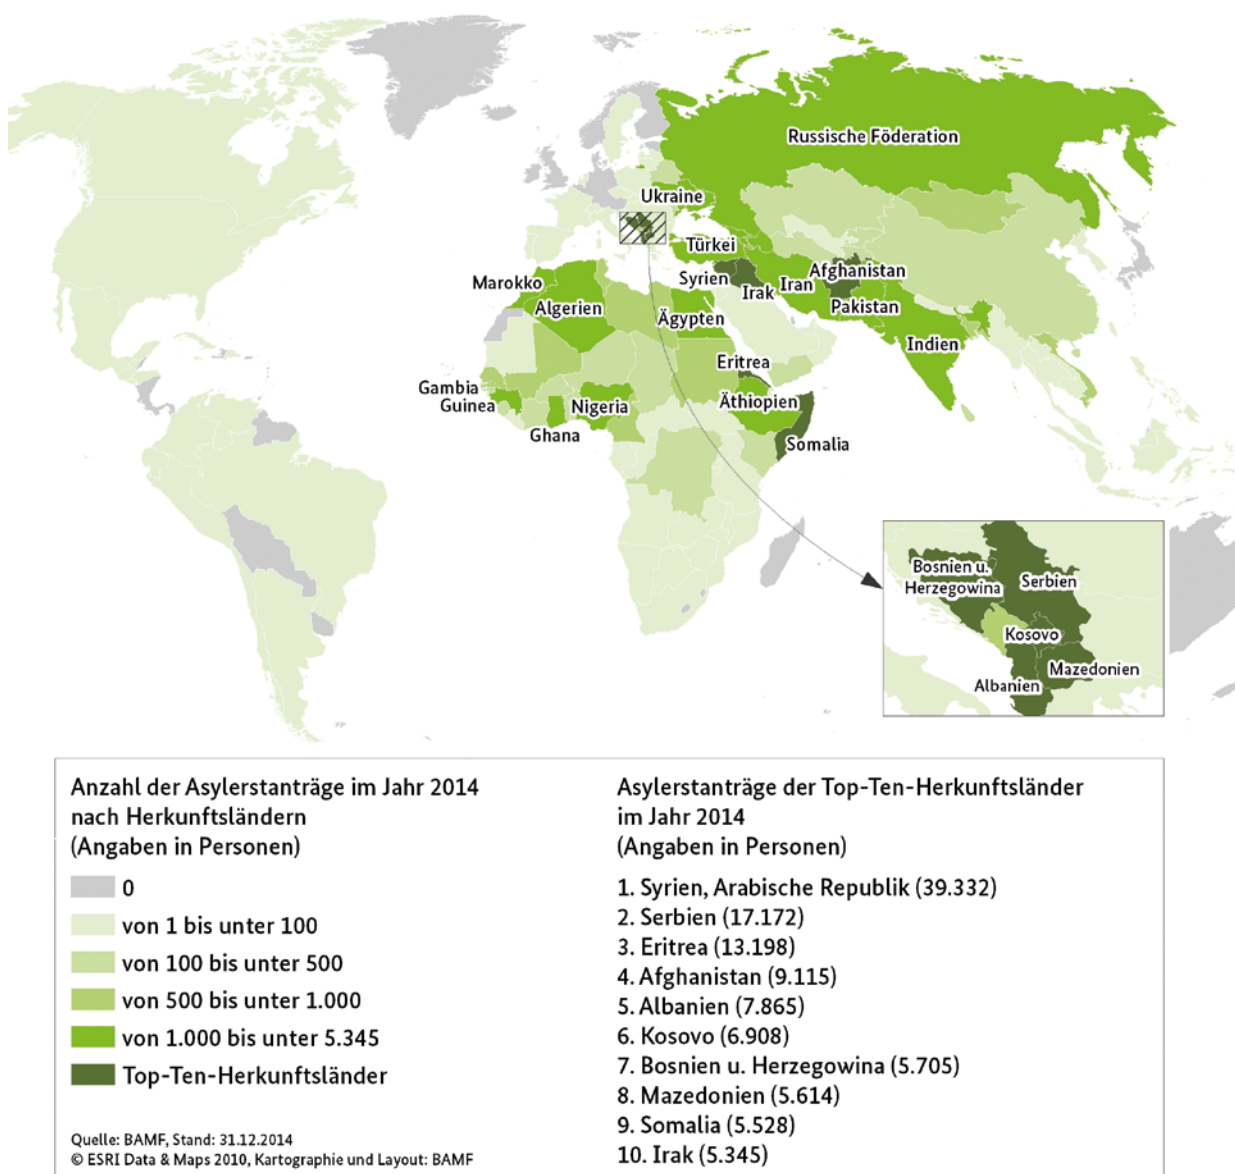 Russische Föderation
Ukraine
Türkei
Syrien
Irak
Iran
Afghanistan
Pakistan
Indien
Marokko
Algerien
Ägypten
Eritrea
Gambia
Guinea
Nigeria
Äthiopien
Ghana
Somalia
Bosnien u.
Herzegowina
Serbien
Kosovo
Mazedonien
Albanien
Anzahl der Asylerstanträge im Jahr 2014
nach Herkunftsländern
(Angaben in Personen)
0
von 1 bis unter 100
von 100 bis unter 500
von 500 bis unter 1.000
von 1.000 bis unter 5.345
Top-Ten-Herkunftsländer
Quelle: BAMF, Stand: 31.12.2014
© ESRI Data & Maps 2010, Kartographie und Layout: BAMF
Asylerstanträge der Top-Ten-Herkunftsländer
im Jahr 2014
(Angaben in Personen)
1. Syrien, Arabische Republik (39.332)
2. Serbien (17.172)
3. Eritrea (13.198)
4. Afghanistan (9.115)
5. Albanien (7.865)
6. Kosovo (6.908)
7. Bosnien u. Herzegowina (5.705)
8. Mazedonien (5.614)
9. Somalia (5.528)
10. Irak (5.345)